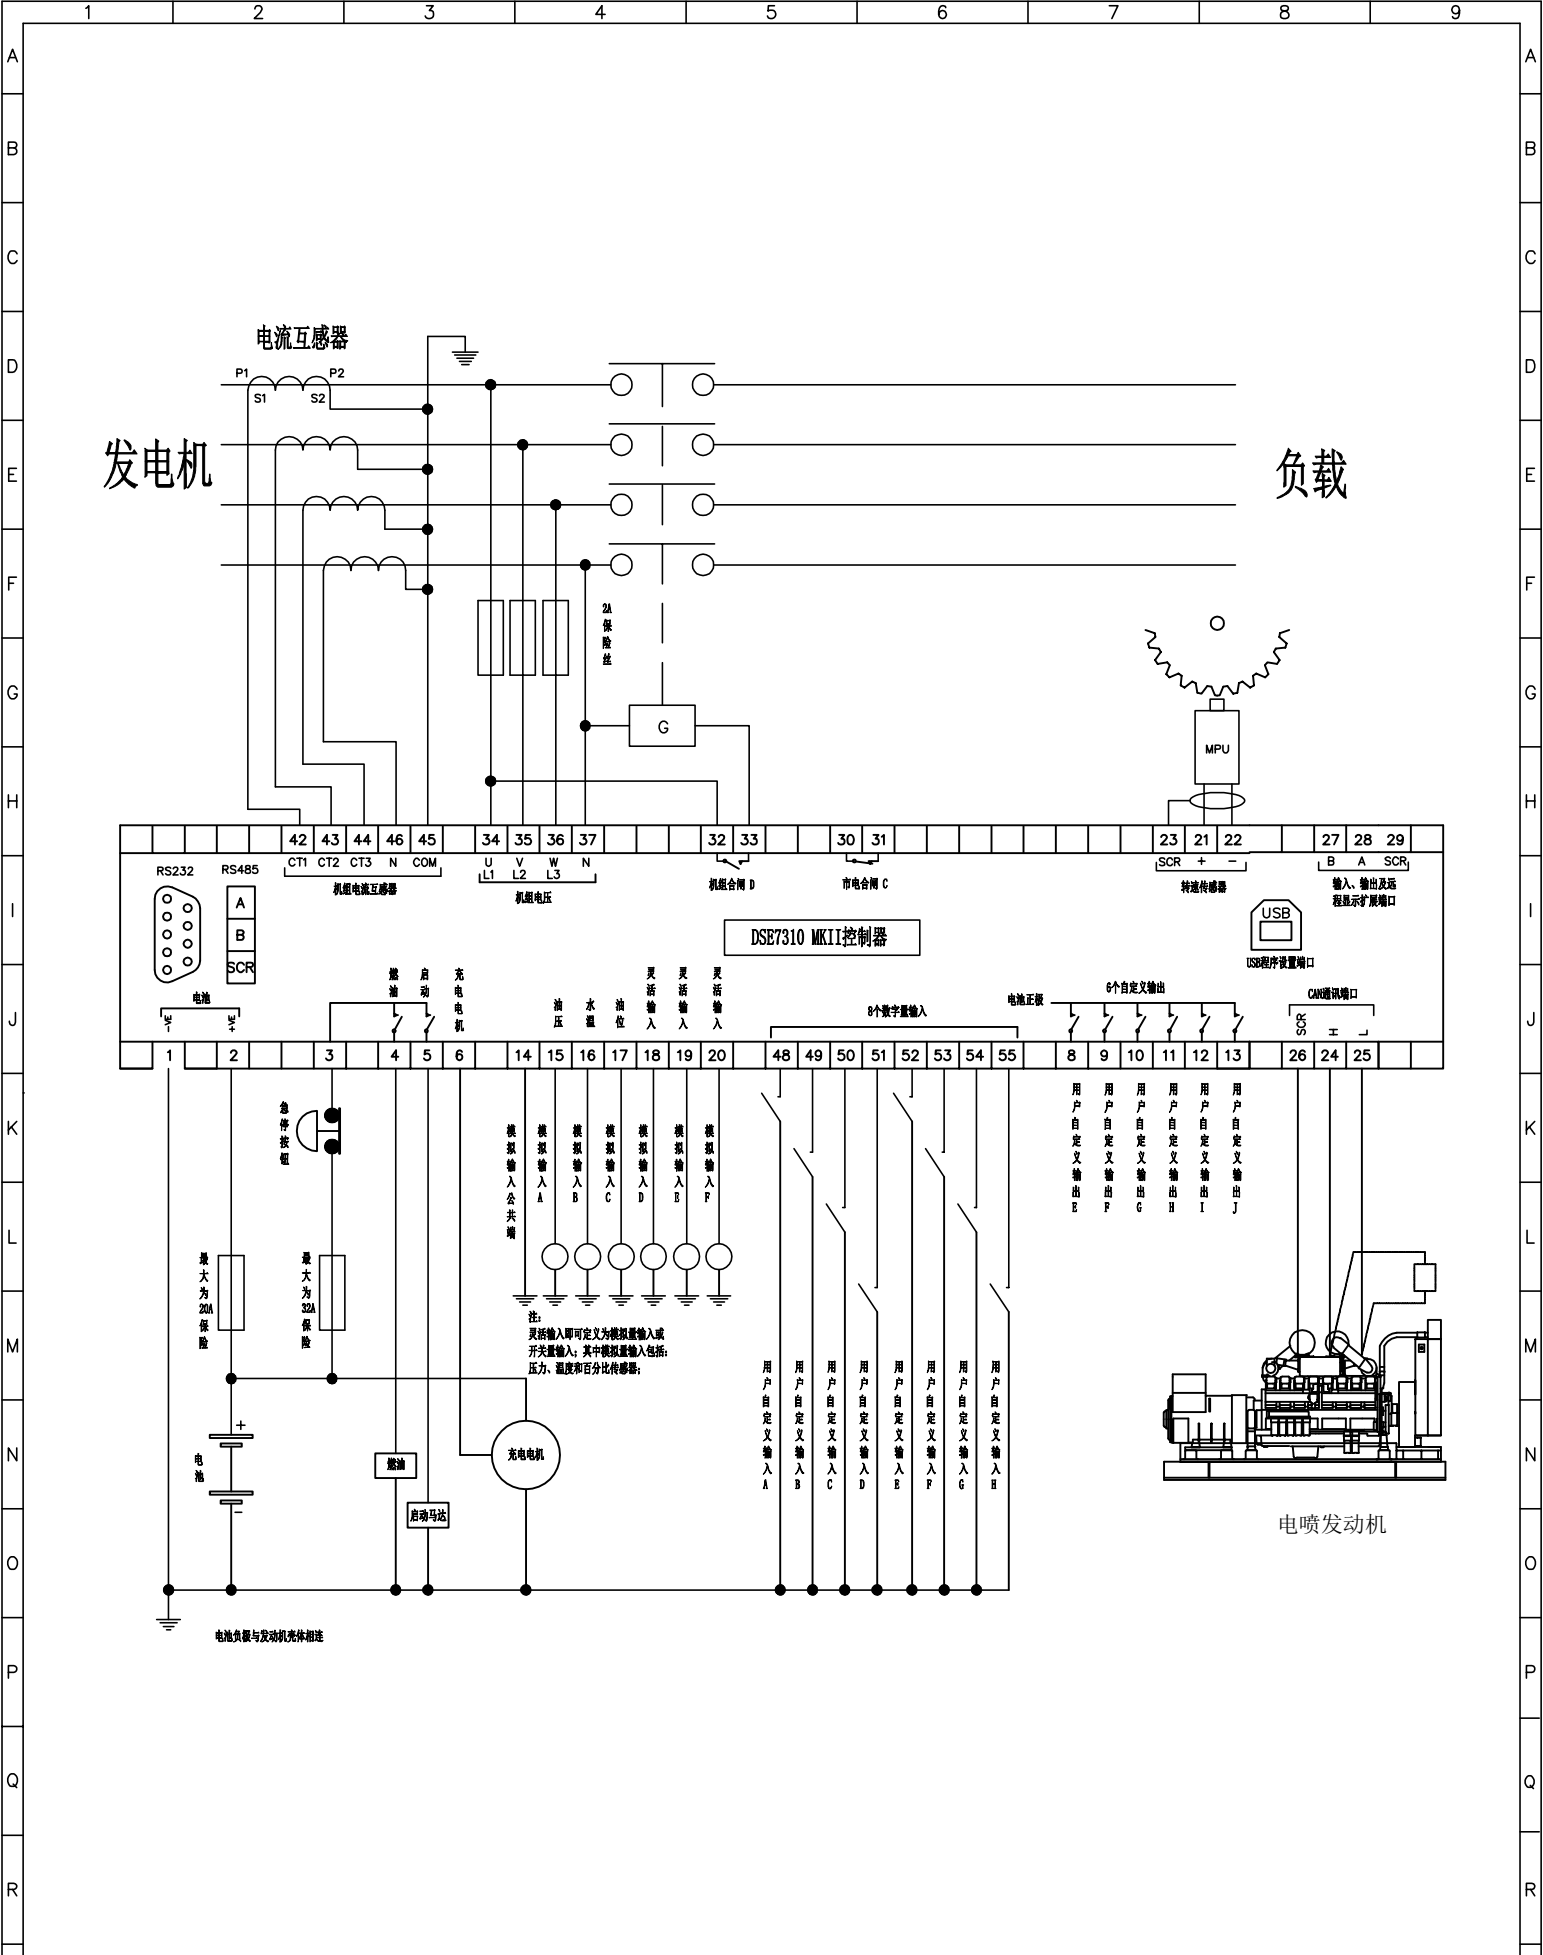 1 2 3 4 5 6 7 8 9
A A
B B
C C
D D
E E
F F
G G
H H
I I
J J
K K
L L
M M
N N
O O
P P
Q Q
R R
电流互感器
P1 P2
S1 S2
发电机
负载
2A保险丝
G
MPU
42 43 44 46 45 34 35 36 37 32 33 30 31 23 21 22 27 28 29
CT1 CT2 CT3 N COM U V W N SCR + − B A SCR
L1 L2 L3
机组电流互感器
机组电压
机组合闸 D
市电合闸 C
转速传感器
输入、输出及远
程显示扩展端口
RS232 RS485
A
B
SCR
DSE7310 MKII控制器
USB
USB程序设置端口
电池
-VE +VE
燃油
启动
充电电机
油压
水温
油位
灵活输入
灵活输入
灵活输入
8个数字量输入
电池正极
6个自定义输出
CAN通讯端口
SCR H L
1 2 3 4 5 6 14 15 16 17 18 19 20 48 49 50 51 52 53 54 55 8 9 10 11 12 13 26 24 25
急停按钮
模拟输入公共端
模拟输入A
模拟输入B
模拟输入C
模拟输入D
模拟输入E
模拟输入F
用户自定义输出E
用户自定义输出F
用户自定义输出G
用户自定义输出H
用户自定义输出I
用户自定义输出J
最大为20A保险
最大为32A保险
注:
灵活输入即可定义为模拟量输入或
开关量输入; 其中模拟量输入包括:
压力、温度和百分比传感器;
用户自定义输入A
用户自定义输入B
用户自定义输入C
用户自定义输入D
用户自定义输入E
用户自定义输入F
用户自定义输入G
用户自定义输入H
+
电池
−
燃油
启动马达
充电电机
电喷发动机
电池负极与发动机壳体相连